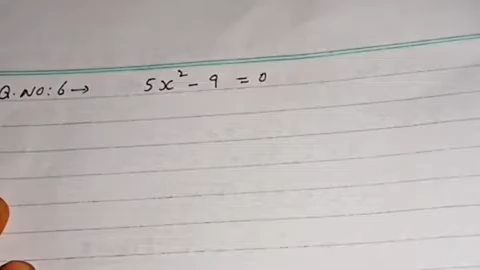 Q.NO:6→ 5x² - 9 = 0